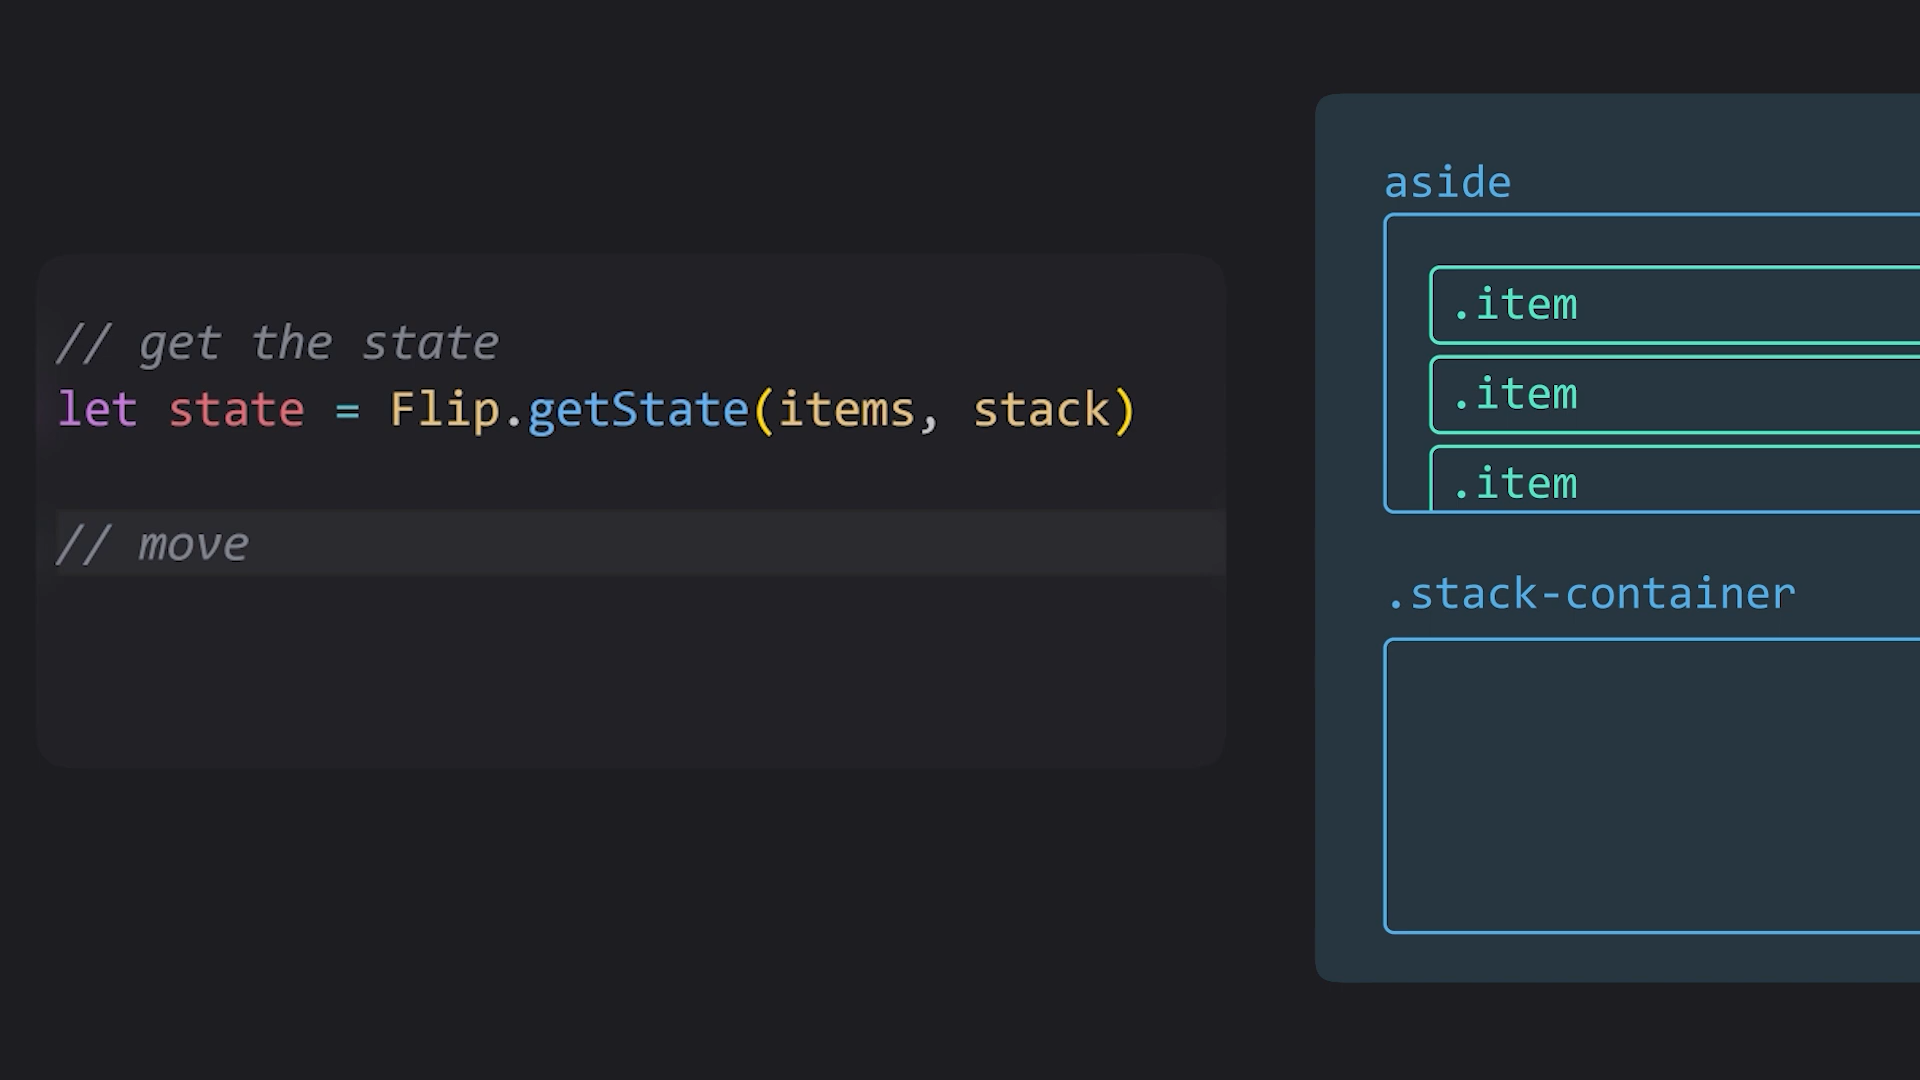 // get the state
let state = Flip.getState(items, stack)
// move
aside
.item
.item
.item
.stack-container